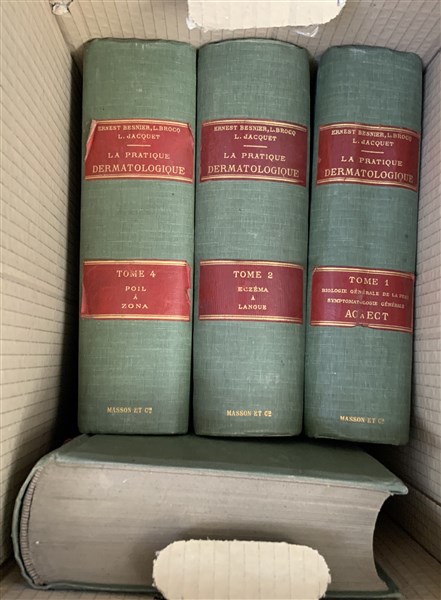 ERNEST BESNIER, L. BROCQ
L. JACQUET
LA PRATIQUE
DERMATOLOGIQUE
TOME 4
POIL
À
ZONA
MASSON ET Cie
ERNEST BESNIER, L. BROCQ
L. JACQUET
LA PRATIQUE
DERMATOLOGIQUE
TOME 2
ECZÉMA
À
LANGUE
MASSON ET Cie
ERNEST BESNIER, L. BROCQ
L. JACQUET
LA PRATIQUE
DERMATOLOGIQUE
TOME 1
BIOLOGIE GÉNÉRALE DE LA PEAU
SYMPTOMATOLOGIE GÉNÉRALE
AC À ECT
MASSON ET Cie